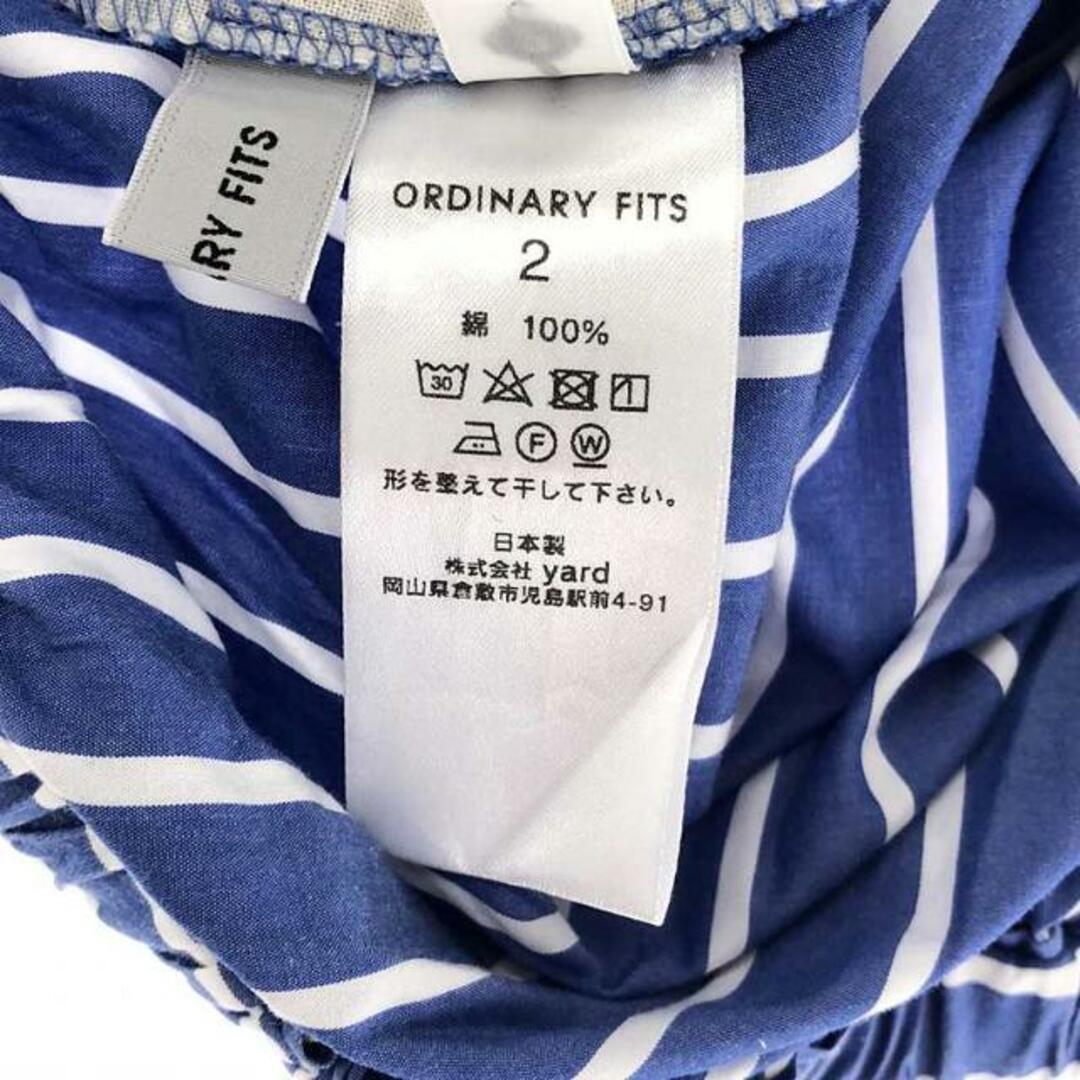 RY FITS
ORDINARY FITS
2
綿 100%
30
F W
形を整えて干して下さい。
日本製
株式会社 yard
岡山県倉敷市児島駅前4-91